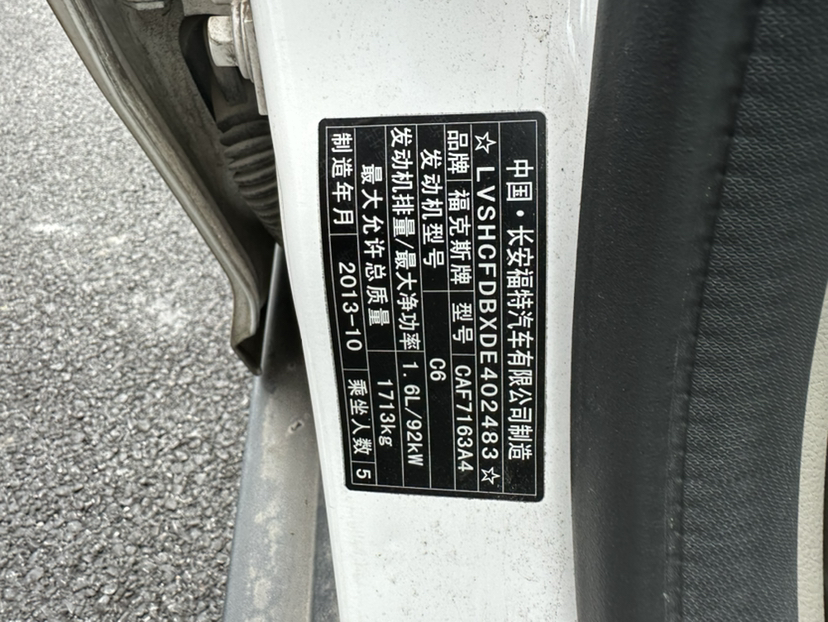 中国·长安福特汽车有限公司制造
☆LVSHCFDBXDE402483☆
品牌 福克斯牌 型号 CAF7163A4
发动机型号 C6
发动机排量/最大净功率 1.6L/92kW
最大允许总质量 1713kg
制造年月 2013-10 乘坐人数 5